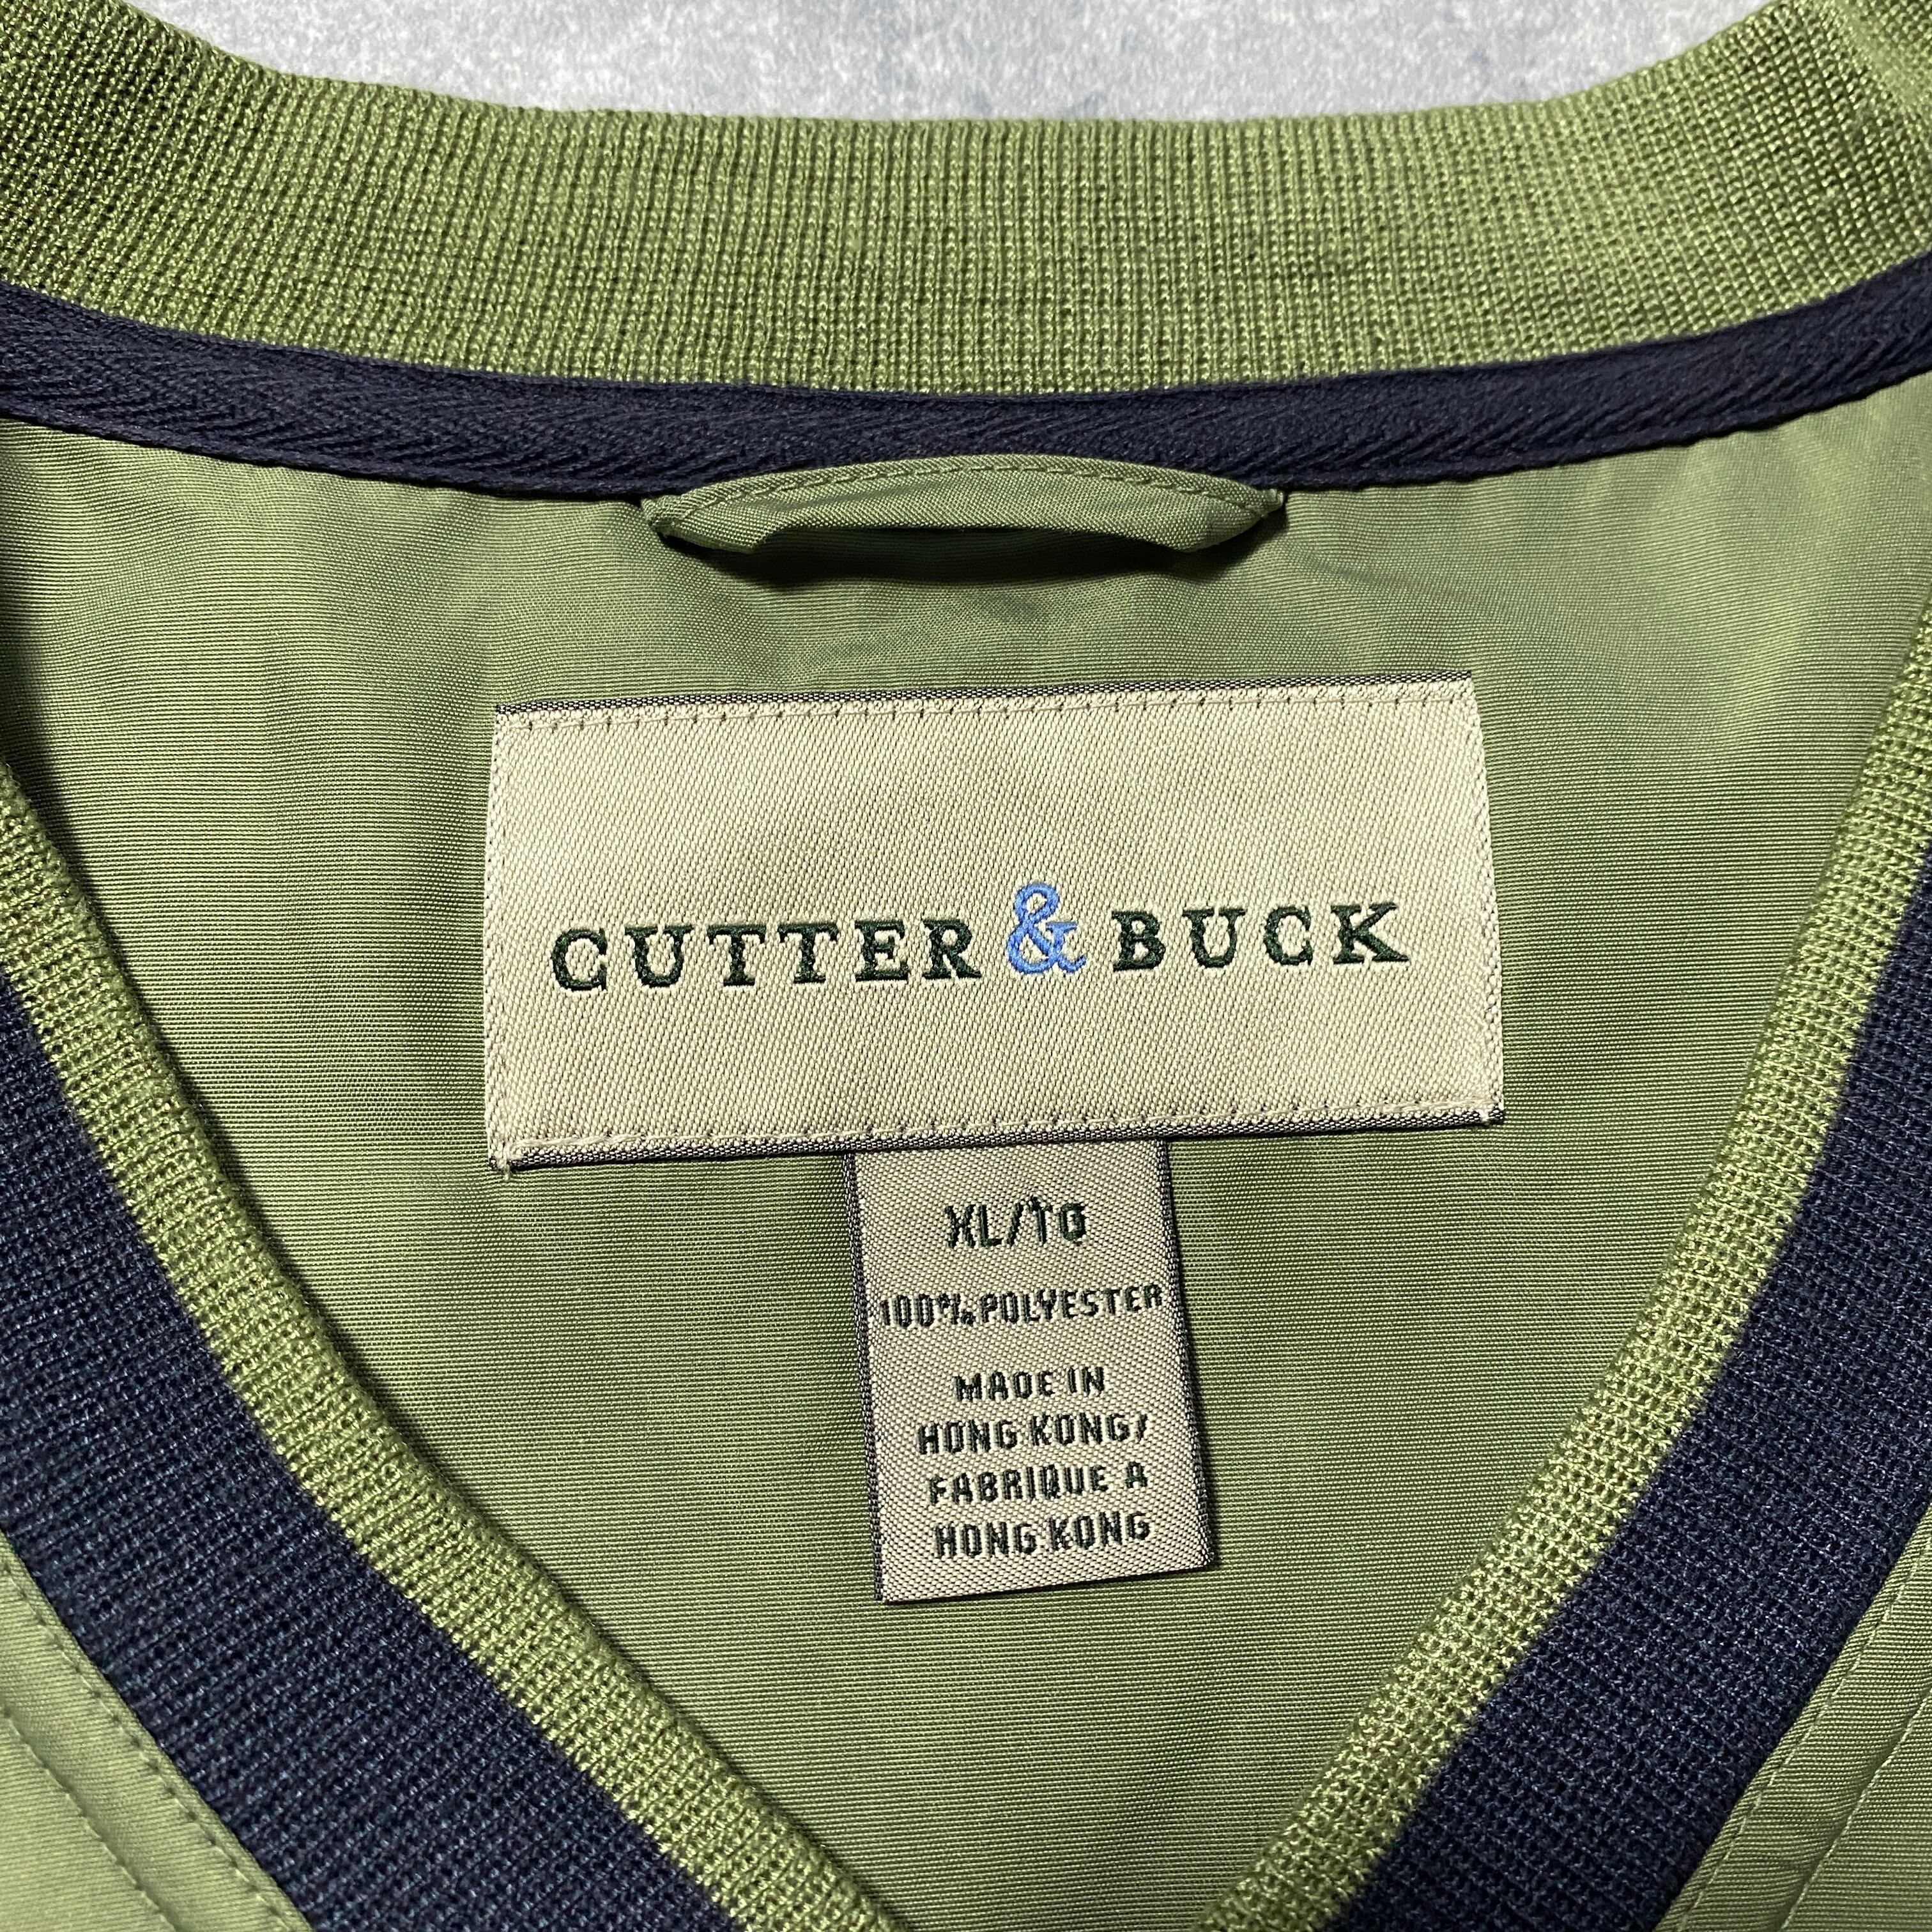 CUTTER & BUCK
XL/TG
100% POLYESTER
MADE IN
HONG KONG/
FABRIQUE A
HONG KONG